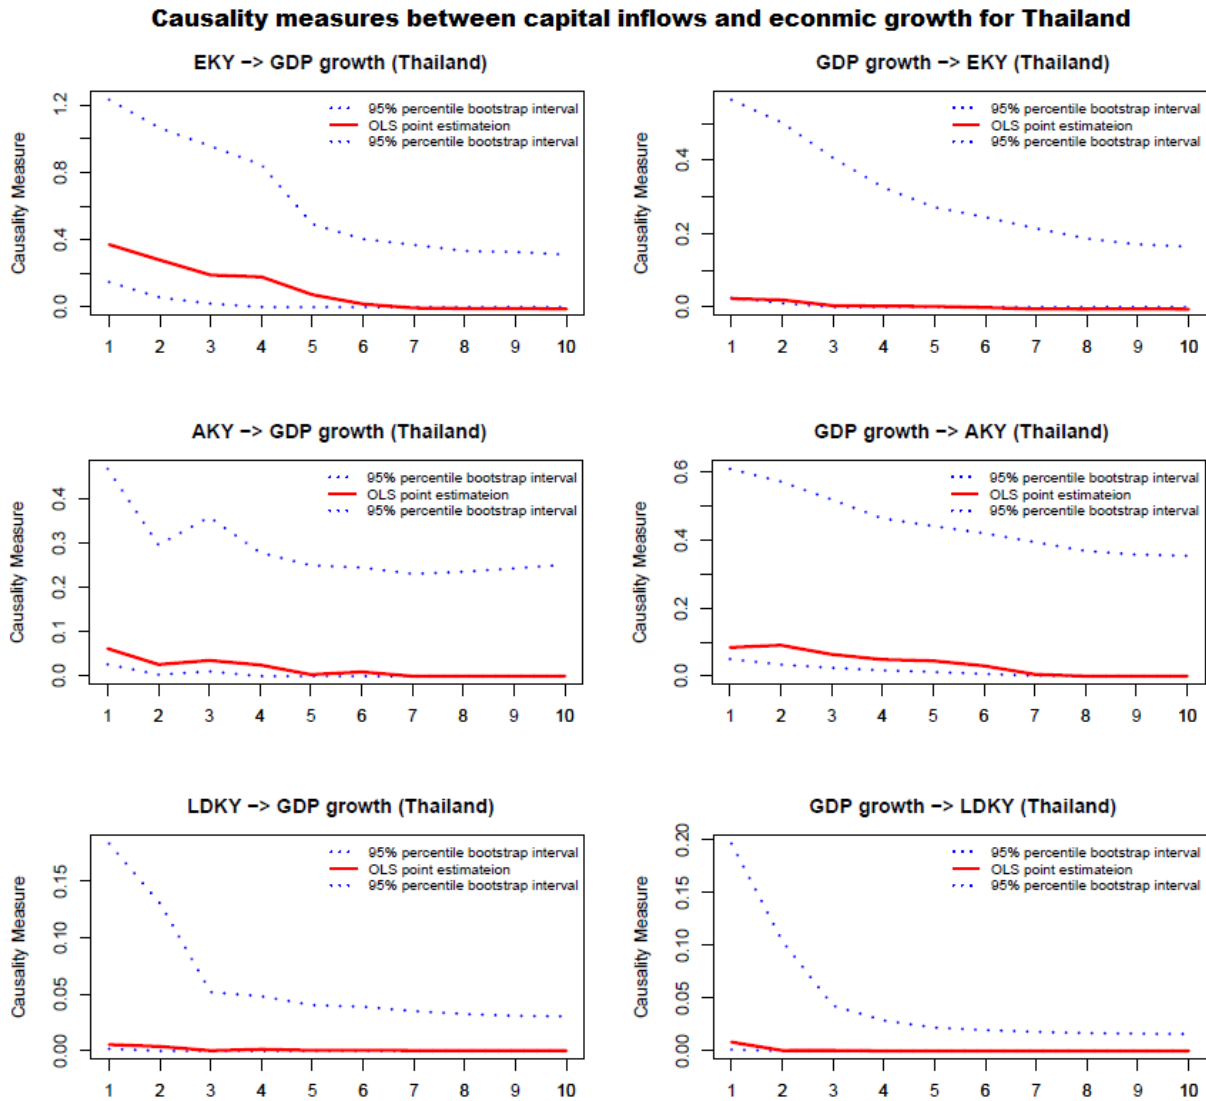 Causality measures between capital inflows and econmic growth for Thailand
EKY −> GDP growth (Thailand)
Causality Measure
0.0 0.4 0.8 1.2
95% percentile bootstrap interval
OLS point estimateion
95% percentile bootstrap interval
1 2 3 4 5 6 7 8 9 10
GDP growth −> EKY (Thailand)
Causality Measure
0.0 0.2 0.4
95% percentile bootstrap interval
OLS point estimateion
95% percentile bootstrap interval
1 2 3 4 5 6 7 8 9 10
AKY −> GDP growth (Thailand)
Causality Measure
0.0 0.1 0.2 0.3 0.4
95% percentile bootstrap interval
OLS point estimateion
95% percentile bootstrap interval
1 2 3 4 5 6 7 8 9 10
GDP growth −> AKY (Thailand)
Causality Measure
0.0 0.2 0.4 0.6
95% percentile bootstrap interval
OLS point estimateion
95% percentile bootstrap interval
1 2 3 4 5 6 7 8 9 10
LDKY −> GDP growth (Thailand)
Causality Measure
0.00 0.05 0.10 0.15
95% percentile bootstrap interval
OLS point estimateion
95% percentile bootstrap interval
1 2 3 4 5 6 7 8 9 10
GDP growth −> LDKY (Thailand)
Causality Measure
0.00 0.05 0.10 0.15 0.20
95% percentile bootstrap interval
OLS point estimateion
95% percentile bootstrap interval
1 2 3 4 5 6 7 8 9 10